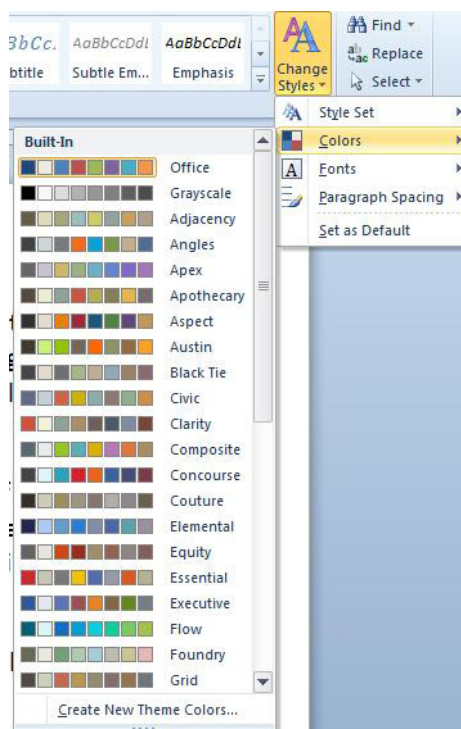 3bCc. AaBbCcDdI AaBbCcDdI
btitle Subtle Em... Emphasis
Change Styles
Find
Replace
Select
Style Set
Colors
Fonts
Paragraph Spacing
Set as Default
Built-In
Office
Grayscale
Adjacency
Angles
Apex
Apothecary
Aspect
Austin
Black Tie
Civic
Clarity
Composite
Concourse
Couture
Elemental
Equity
Essential
Executive
Flow
Foundry
Grid
Create New Theme Colors...